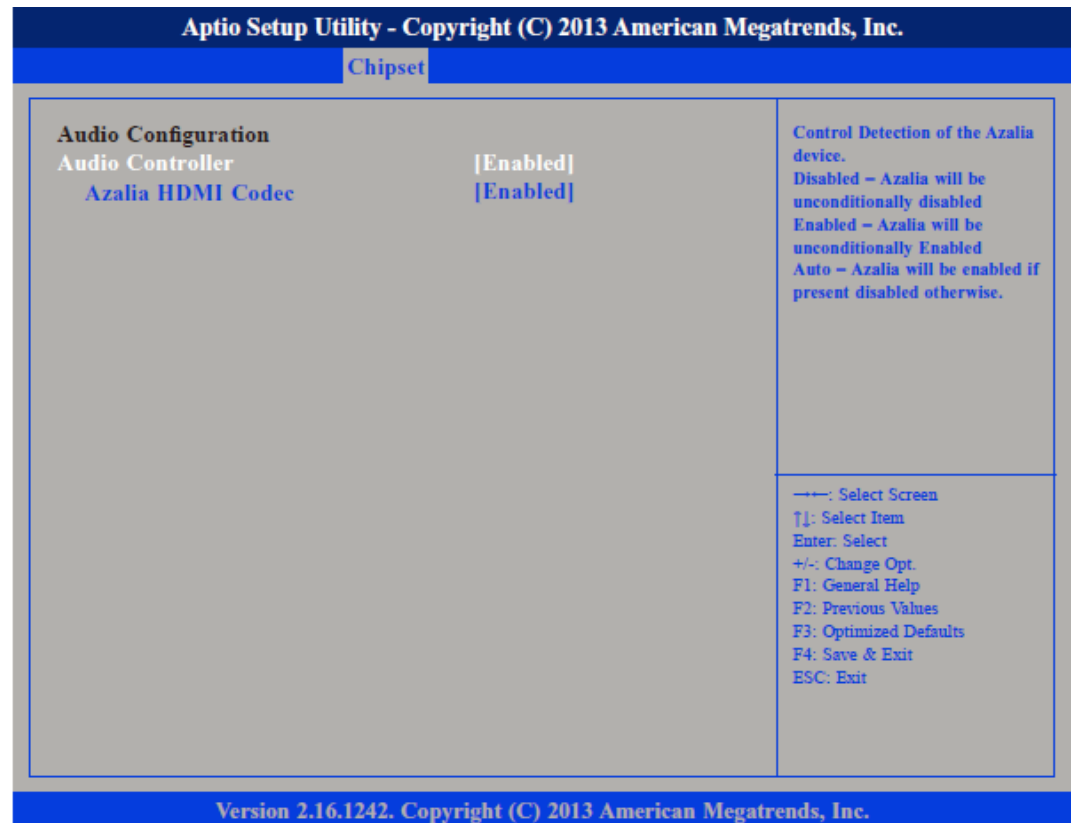 Aptio Setup Utility - Copyright (C) 2013 American Megatrends, Inc.
Chipset
Audio Configuration
Audio Controller [Enabled]
Azalia HDMI Codec [Enabled]
Control Detection of the Azalia
device.
Disabled – Azalia will be
unconditionally disabled
Enabled – Azalia will be
unconditionally Enabled
Auto – Azalia will be enabled if
present disabled otherwise.
→←: Select Screen
↑↓: Select Item
Enter: Select
+/-: Change Opt.
F1: General Help
F2: Previous Values
F3: Optimized Defaults
F4: Save & Exit
ESC: Exit
Version 2.16.1242. Copyright (C) 2013 American Megatrends, Inc.